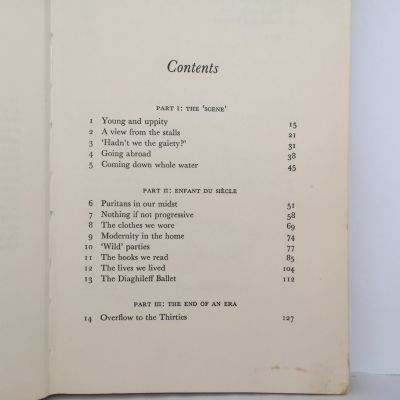 Contents
PART I: THE 'SCENE'
1 Young and uppity 15
2 A view from the stalls 21
3 'Hadn't we the gaiety?' 31
4 Going abroad 38
5 Coming down whole water 45
PART II: ENFANT DU SIÈCLE
6 Puritans in our midst 51
7 Nothing if not progressive 58
8 The clothes we wore 69
9 Modernity in the home 74
10 'Wild' parties 77
11 The books we read 85
12 The lives we lived 104
13 The Diaghileff Ballet 112
PART III: THE END OF AN ERA
14 Overflow to the Thirties 127